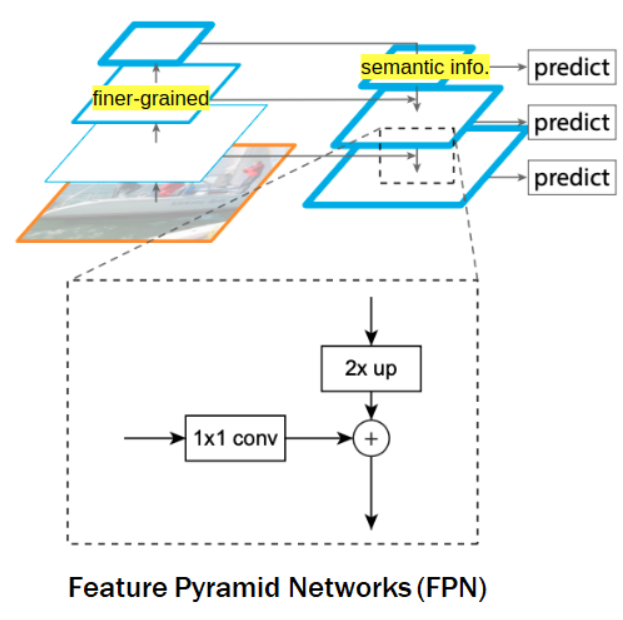 semantic info.
predict
finer-grained
predict
predict
2x up
1x1 conv
+
Feature Pyramid Networks (FPN)